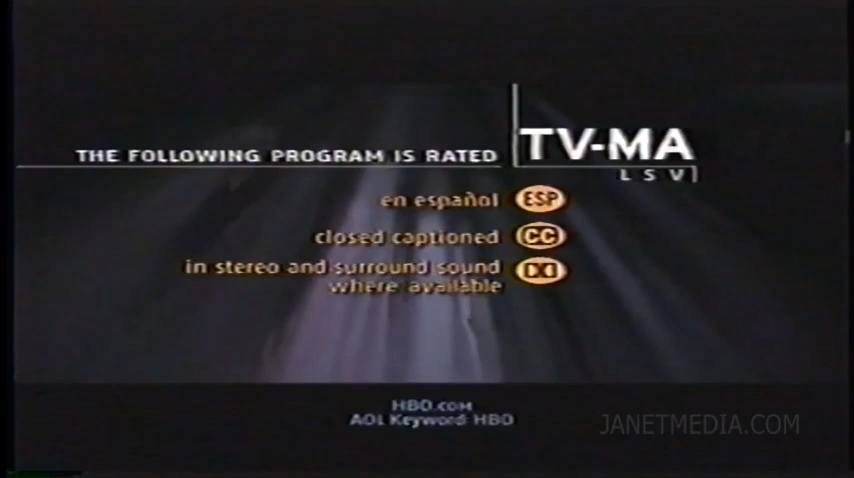 THE FOLLOWING PROGRAM IS RATED TV-MA
L S V
en español ESP
closed captioned CC
in stereo and surround sound
where available
HBO.com
AOL Keyword: HBO
JANETMEDIA.COM